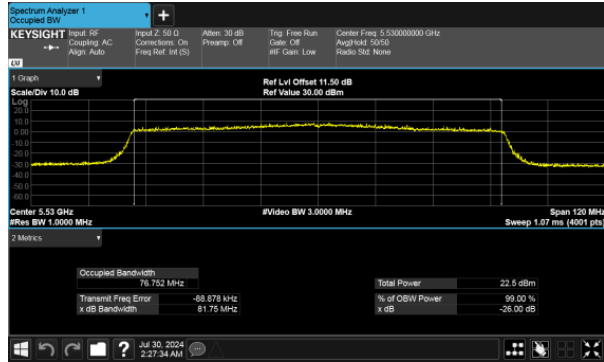 Spectrum Analyzer 1
Occupied BW
KEYSIGHT
Input: RF
Coupling: AC
Align: Auto
Input Z: 50 Ω
Corrections: On
Freq Ref: Int (S)
Atten: 30 dB
Preamp: Off
Trig: Free Run
Gate: Off
#IF Gain: Low
Center Freq: 5.530000000 GHz
Avg|Hold: 50/50
Radio Std: None
LXI
1 Graph
Scale/Div 10.0 dB
Ref Lvl Offset 11.50 dB
Ref Value 30.00 dBm
Log
20.0
10.0
0.00
-10.0
-20.0
-30.0
-40.0
-50.0
-60.0
Center 5.53 GHz
#Video BW 3.0000 MHz
Span 120 MHz
#Res BW 1.0000 MHz
Sweep 1.07 ms (4001 pts)
2 Metrics
Occupied Bandwidth
76.752 MHz
Total Power 22.5 dBm
Transmit Freq Error -88.878 kHz
% of OBW Power 99.00 %
x dB Bandwidth 81.75 MHz
x dB -26.00 dB
?
Jul 30, 2024
2:27:34 AM